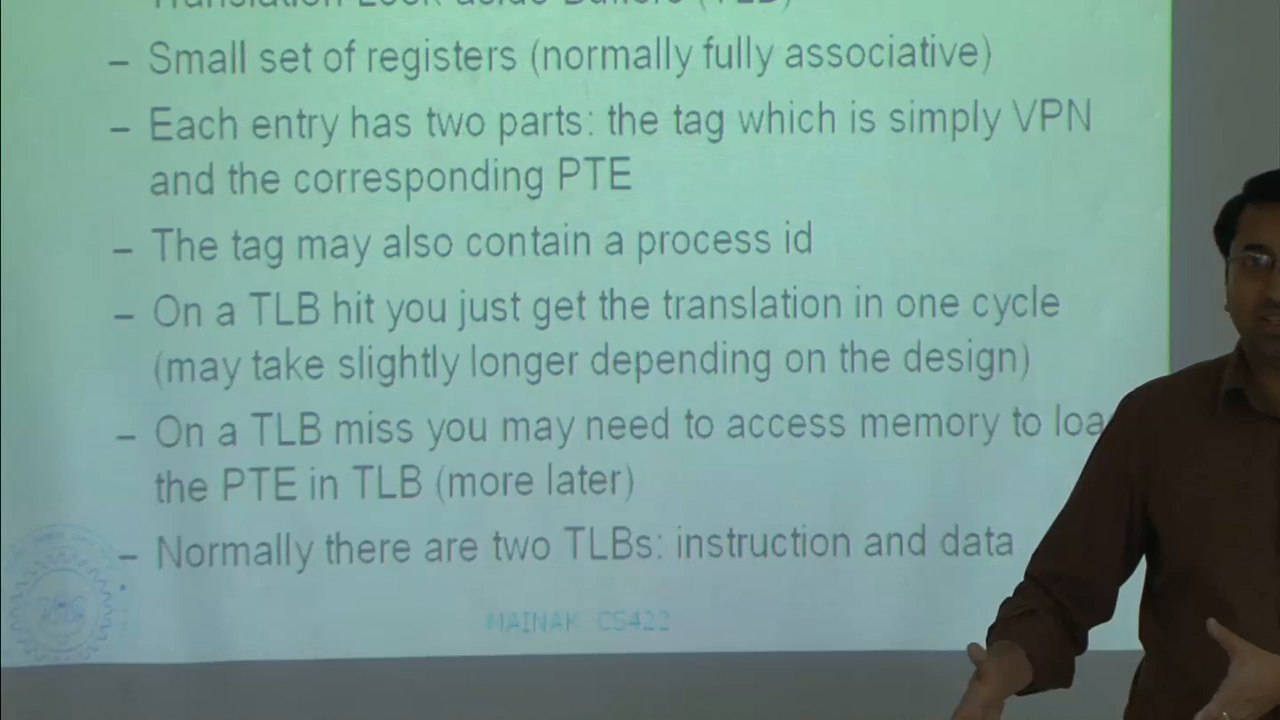 Translation Look-aside Buffers (TLB)
– Small set of registers (normally fully associative)
– Each entry has two parts: the tag which is simply VPN
and the corresponding PTE
– The tag may also contain a process id
– On a TLB hit you just get the translation in one cycle
(may take slightly longer depending on the design)
– On a TLB miss you may need to access memory to loa
the PTE in TLB (more later)
– Normally there are two TLBs: instruction and data
MAINAK CS422